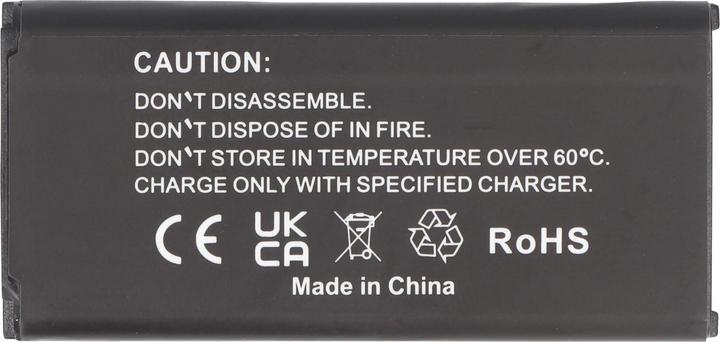 CAUTION:
DON'T DISASSEMBLE.
DON'T DISPOSE OF IN FIRE.
DON'T STORE IN TEMPERATURE OVER 60°C.
CHARGE ONLY WITH SPECIFIED CHARGER.
CE UK CA RoHS
Made in China